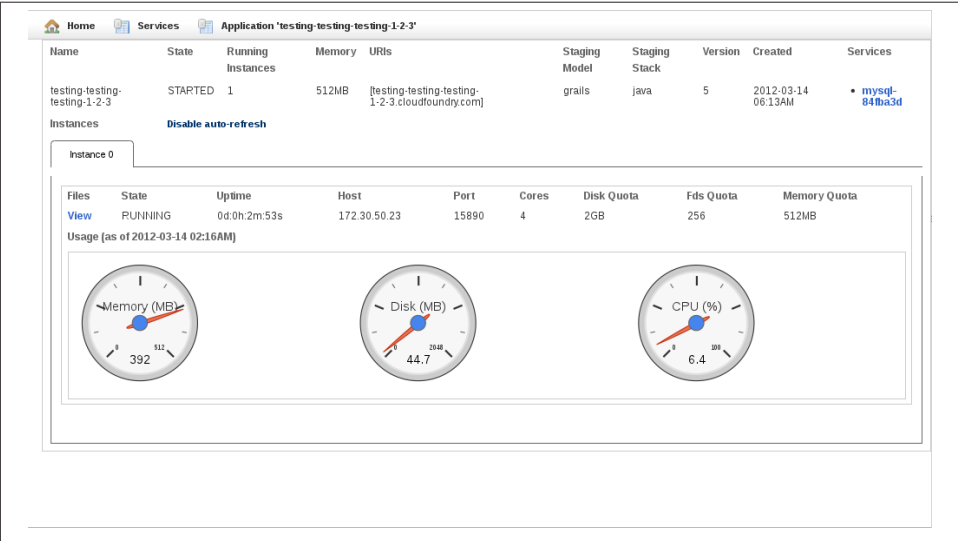 Home Services Application 'testing-testing-testing-1-2-3'
Name State Running Instances Memory URIs Staging Model Staging Stack Version Created Services
testing-testing-testing-1-2-3 STARTED 1 512MB [testing-testing-testing-1-2-3.cloudfoundry.com] grails java 5 2012-03-14 06:13AM • mysql-84fba3d
Instances Disable auto-refresh
Instance 0
Files State Uptime Host Port Cores Disk Quota Fds Quota Memory Quota
View RUNNING 0d:0h:2m:53s 172.30.50.23 15890 4 2GB 256 512MB
Usage (as of 2012-03-14 02:16AM)
Memory (MB)
0 512
392
Disk (MB)
0 2048
44.7
CPU (%)
0 100
6.4